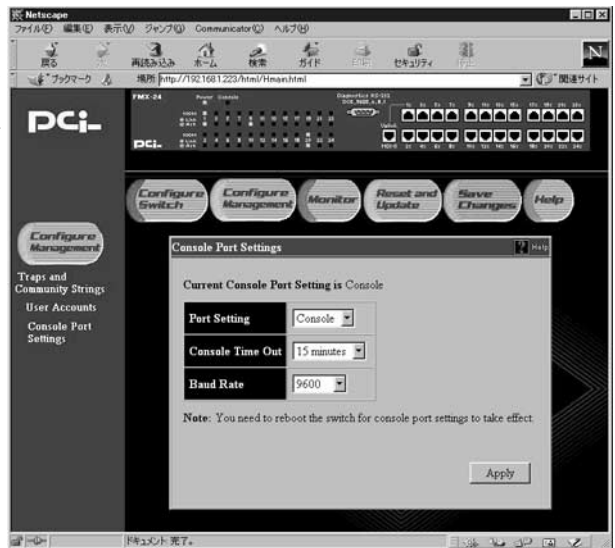 Netscape
ファイル(F) 編集(E) 表示(V) ジャンプ(G) Communicator(C) ヘルプ(H)
戻る 再読み込み ホーム 検索 ガイド セキュリティ
ブックマーク 場所: http://192.168.1.223/html/Hmain.html 関連サイト
PCi-
FMX-24 Power Console
PCi-
Configure Switch
Configure Management
Monitor
Reset and Update
Save Changes
Help
Configure Management
Traps and Community Strings
User Accounts
Console Port Settings
Console Port Settings ? Help
Current Console Port Setting is Console
Port Setting Console
Console Time Out 15 minutes
Baud Rate 9600
Note: You need to reboot the switch for console port settings to take effect.
Apply
ドキュメント: 完了。